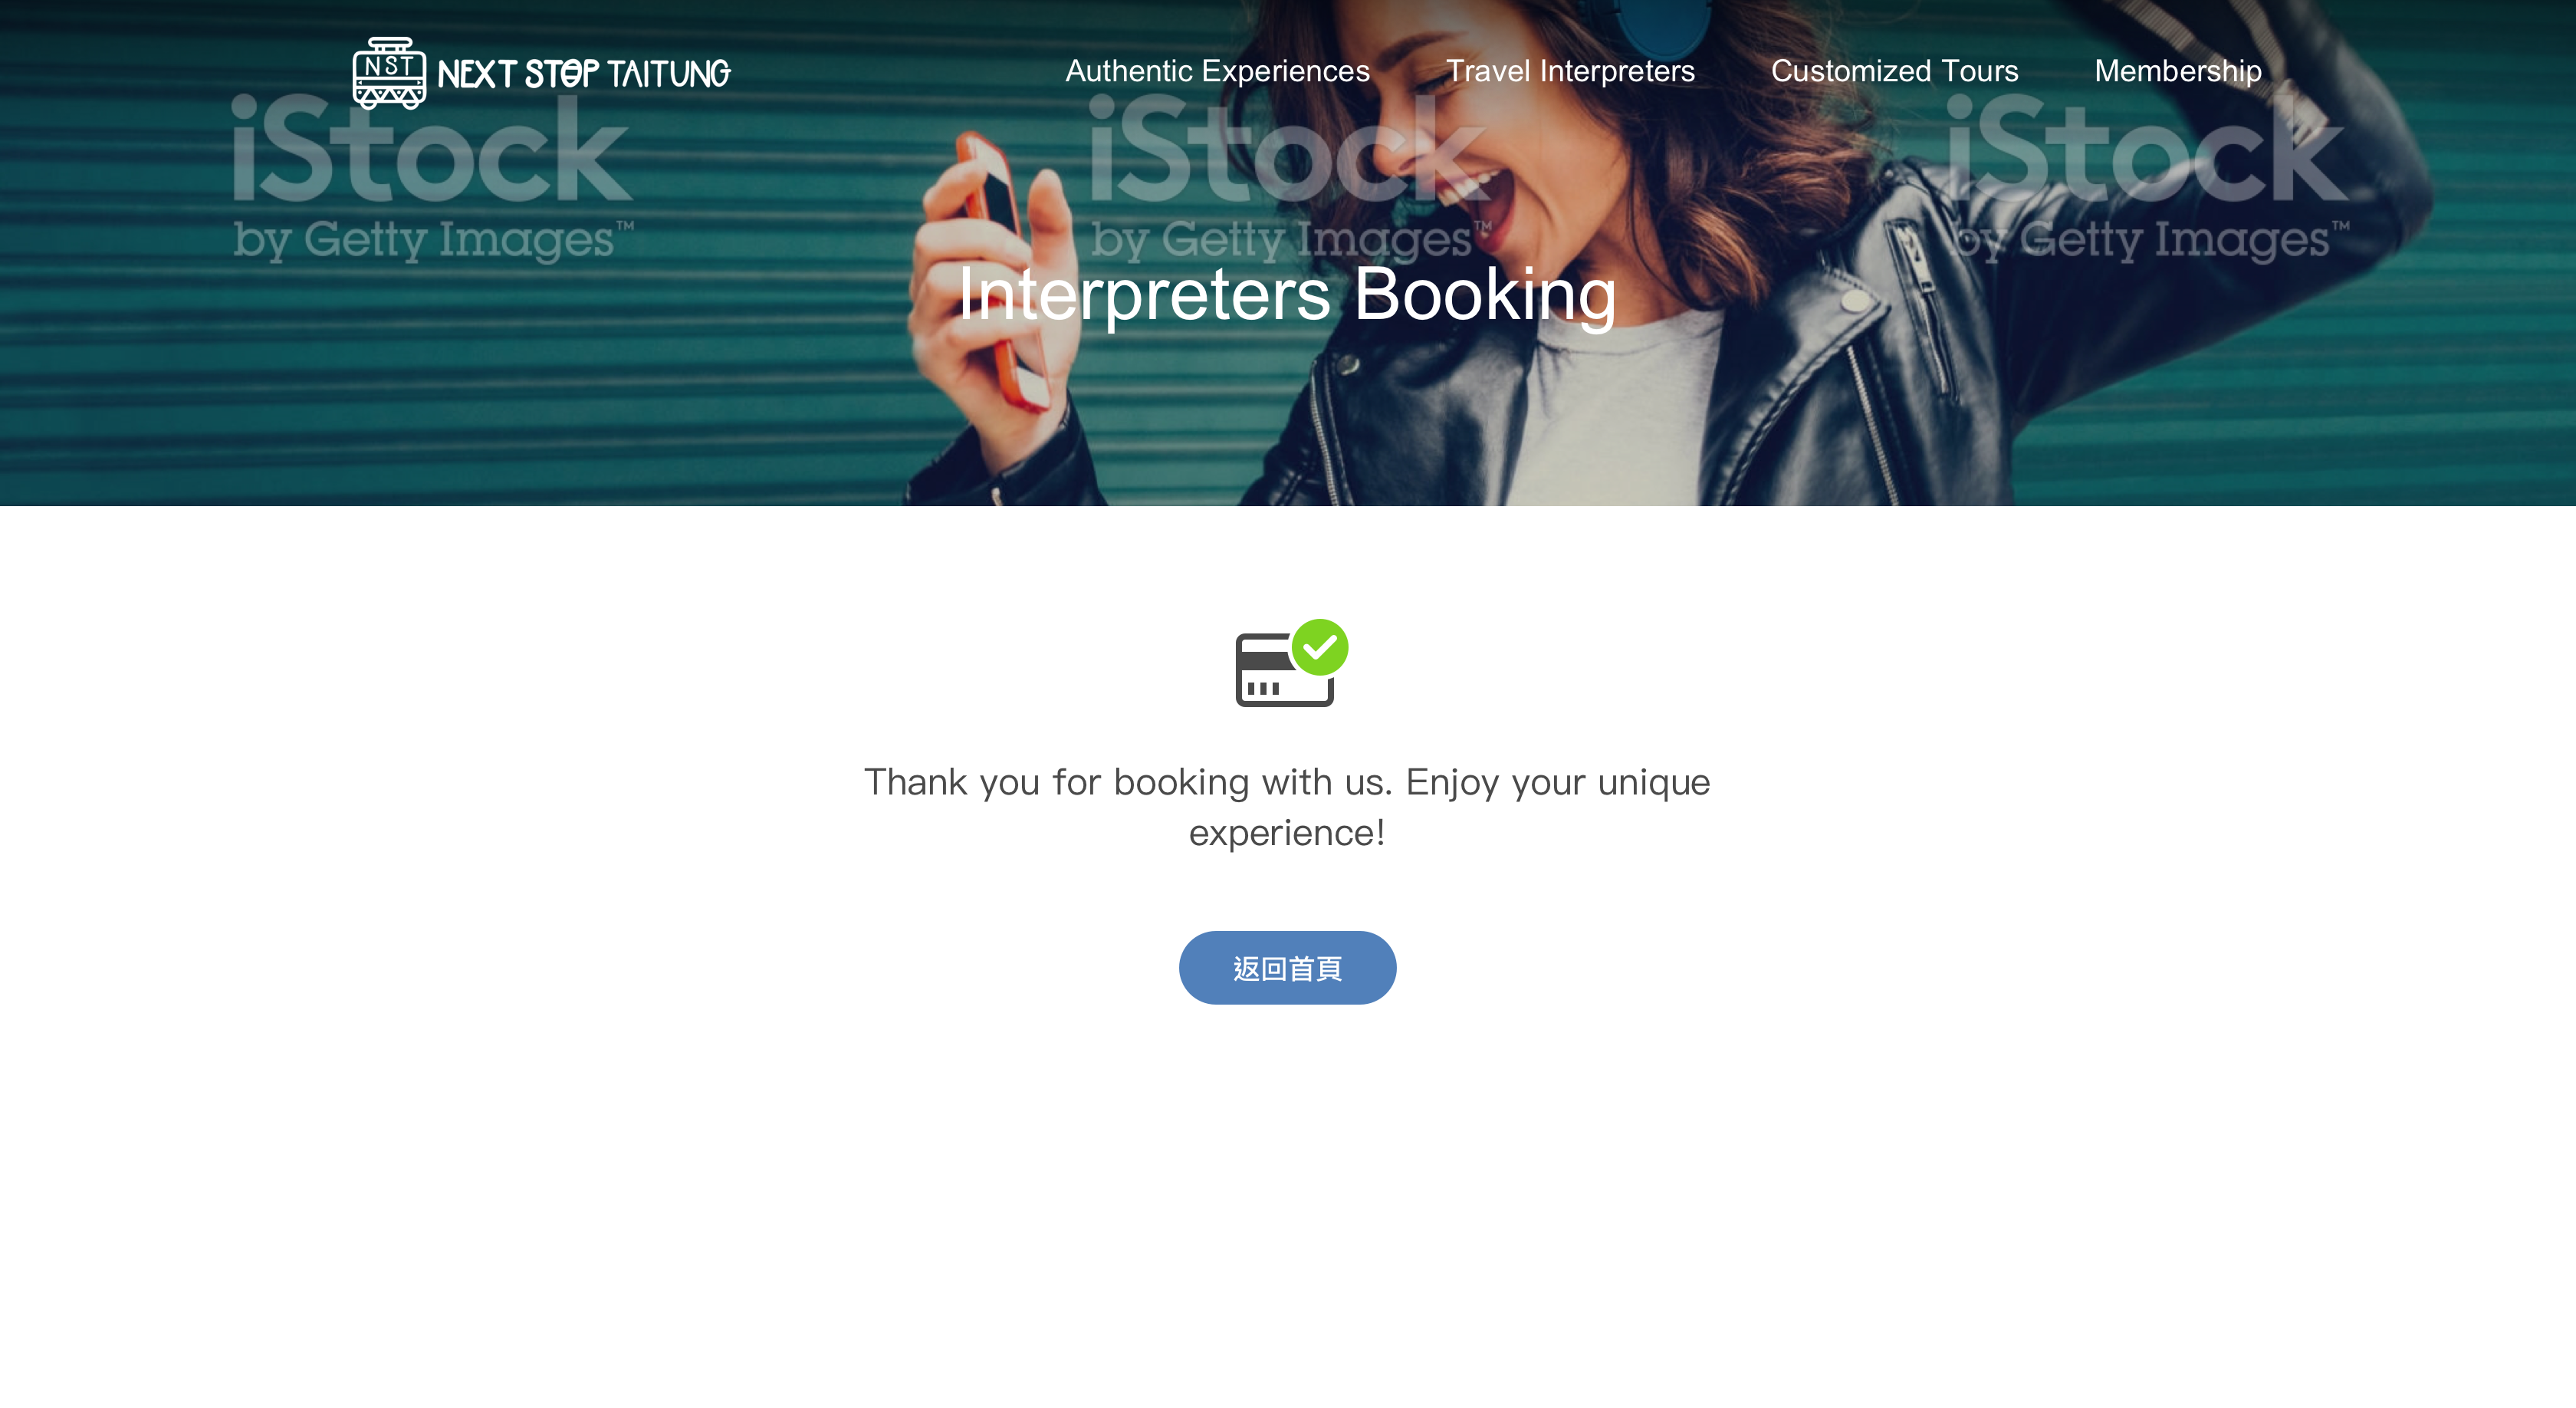 NST NEXT STOP TAITUNG
Authentic Experiences
Travel Interpreters
Customized Tours
Membership
iStock
by Getty Images™
iStock
by Getty Images™
iStock
by Getty Images™
Interpreters Booking
Thank you for booking with us. Enjoy your unique
experience!
返回首頁